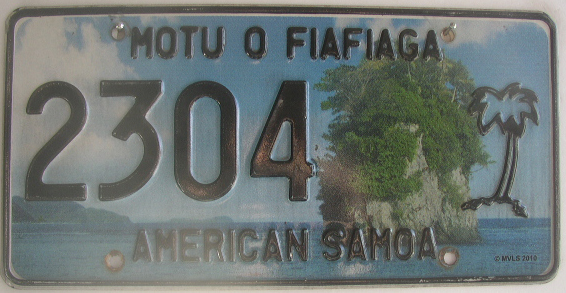 MOTU O FIAFIAGA
2304
AMERICAN SAMOA
© MVLS 2010